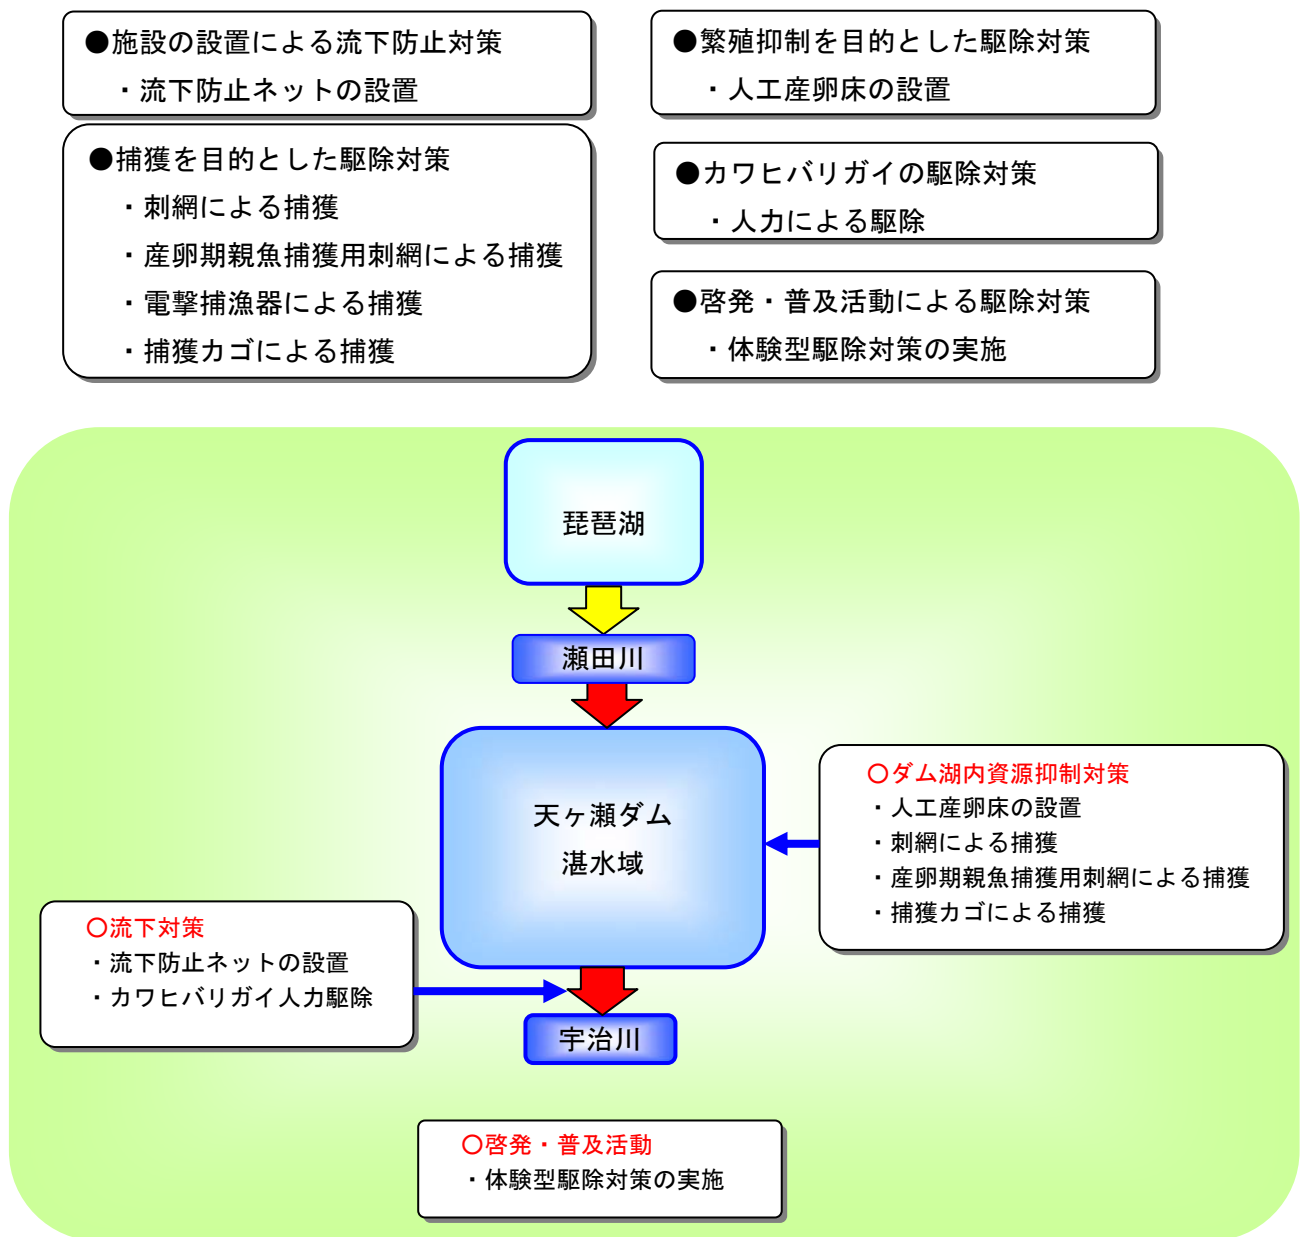 ●施設の設置による流下防止対策
・流下防止ネットの設置
●捕獲を目的とした駆除対策
・刺網による捕獲
・産卵期親魚捕獲用刺網による捕獲
・電撃捕漁器による捕獲
・捕獲カゴによる捕獲
●繁殖抑制を目的とした駆除対策
・人工産卵床の設置
●カワヒバリガイの駆除対策
・人力による駆除
●啓発・普及活動による駆除対策
・体験型駆除対策の実施
琵琶湖
瀬田川
天ヶ瀬ダム
湛水域
○ダム湖内資源抑制対策
・人工産卵床の設置
・刺網による捕獲
・産卵期親魚捕獲用刺網による捕獲
・捕獲カゴによる捕獲
○流下対策
・流下防止ネットの設置
・カワヒバリガイ人力駆除
宇治川
○啓発・普及活動
・体験型駆除対策の実施